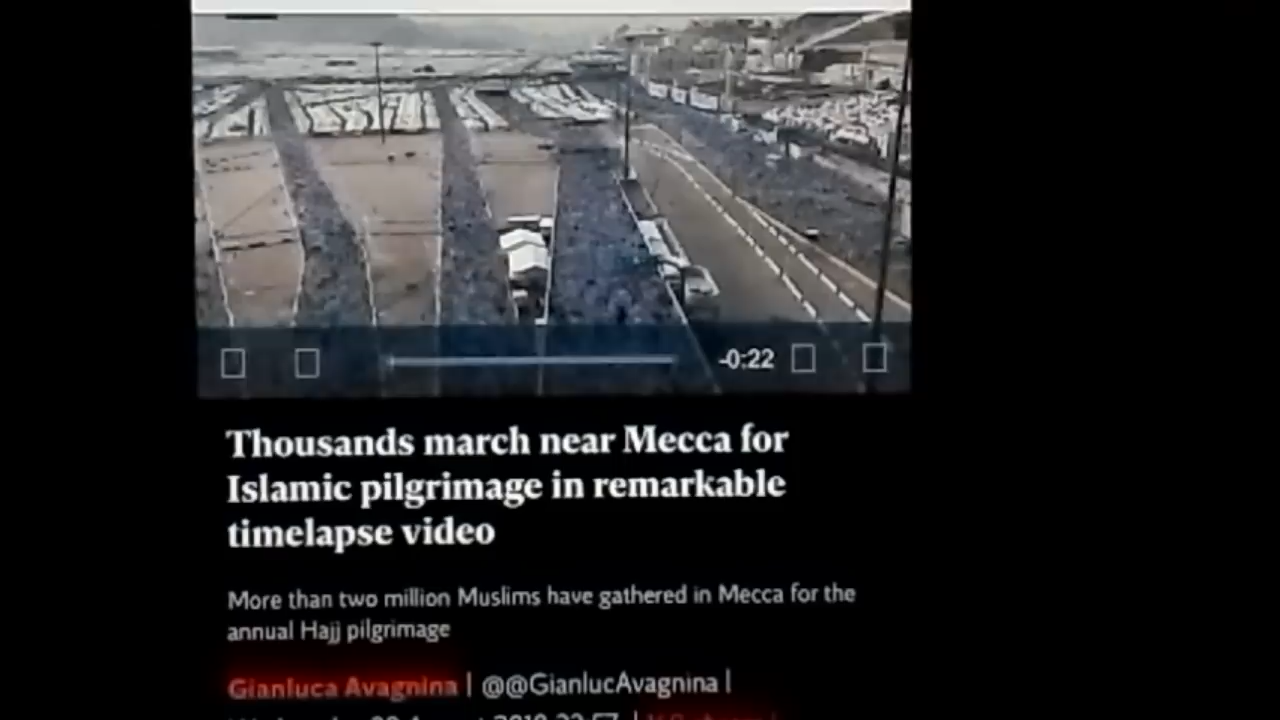 -0:22
Thousands march near Mecca for
Islamic pilgrimage in remarkable
timelapse video
More than two million Muslims have gathered in Mecca for the
annual Hajj pilgrimage
Gianluca Avagnina | @@GianlucAvagnina |